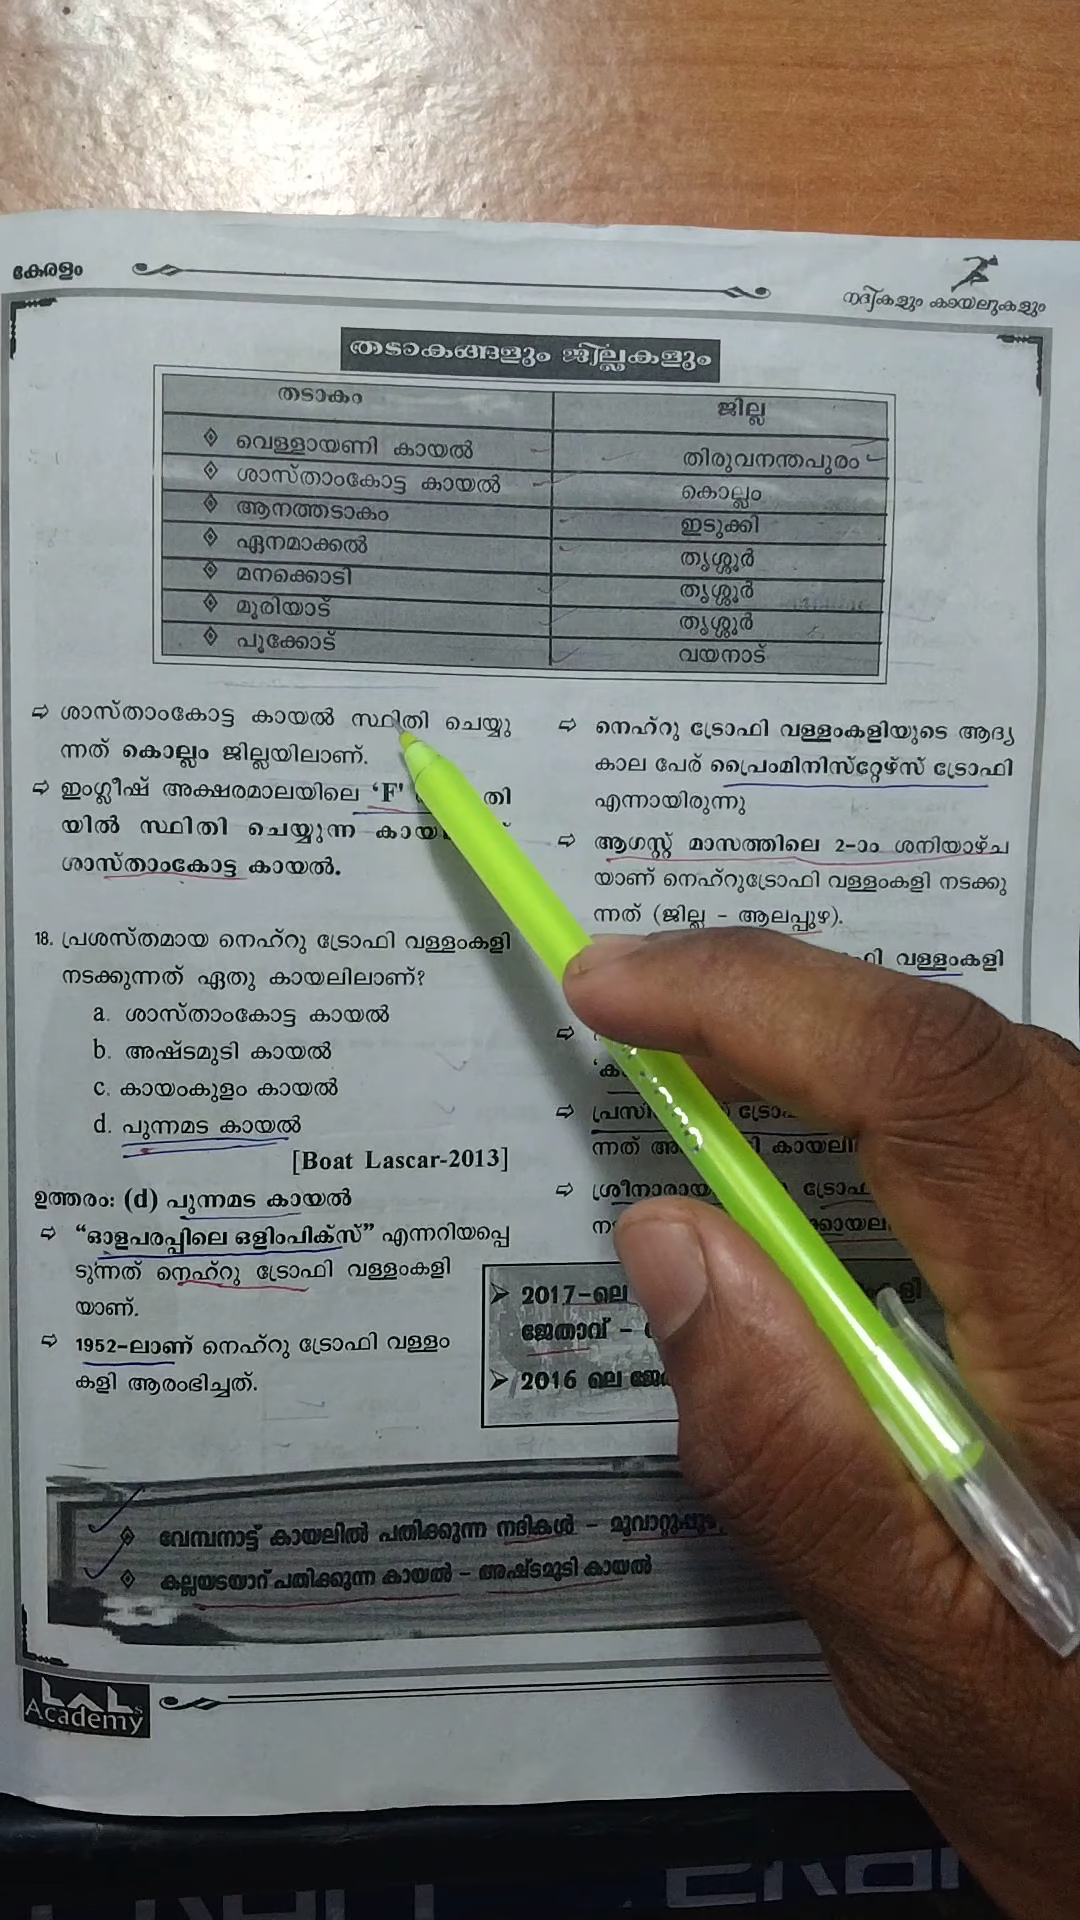 കേരളം
നദികളും കായലുകളും
തടാകങ്ങളും ജില്ലകളും
തടാകം ജില്ല
വെള്ളായണി കായൽ തിരുവനന്തപുരം
ശാസ്താംകോട്ട കായൽ കൊല്ലം
ആനത്തടാകം ഇടുക്കി
ഏനമാക്കൽ തൃശ്ശൂർ
മനക്കൊടി തൃശ്ശൂർ
മൂരിയാട് തൃശ്ശൂർ
പൂക്കോട് വയനാട്
⇨ ശാസ്താംകോട്ട കായൽ സ്ഥിതി ചെയ്യു
ന്നത് കൊല്ലം ജില്ലയിലാണ്.
⇨ ഇംഗ്ലീഷ് അക്ഷരമാലയിലെ ‘F' തി
യിൽ സ്ഥിതി ചെയ്യുന്ന
ശാസ്താംകോട്ട കായൽ.
18. പ്രശസ്തമായ നെഹ്റു ട്രോഫി വള്ളംകളി
നടക്കുന്നത് ഏതു കായലിലാണ്?
a. ശാസ്താംകോട്ട കായൽ
b. അഷ്ടമുടി കായൽ
c. കായംകുളം കായൽ
d. പുന്നമട കായൽ
[Boat Lascar-2013]
ഉത്തരം: (d) പുന്നമട കായൽ
⇨ “ഓളപരപ്പിലെ ഒളിംപിക്സ്” എന്നറിയപ്പെ
ടുന്നത് നെഹ്റു ട്രോഫി വള്ളംകളി
യാണ്.
⇨ 1952-ലാണ് നെഹ്റു ട്രോഫി വള്ളം
കളി ആരംഭിച്ചത്.
⇨ നെഹ്റു ട്രോഫി വള്ളംകളിയുടെ ആദ്യ
കാല പേര് പ്രൈംമിനിസ്റ്റേഴ്സ് ട്രോഫി
എന്നായിരുന്നു
⇨ ആഗസ്റ്റ് മാസത്തിലെ 2-ാം ശനിയാഴ്ച
യാണ് നെഹ്റുട്രോഫി വള്ളംകളി നടക്കു
ന്നത് (ജില്ല - ആലപ്പുഴ).
വള്ളംകളി
⇨
⇨
ന്നത്
⇨ ട്രോഫ
2017-ലെ
ജേതാവ് -
2016 ലെ
വേമ്പനാട്ട് കായലിൽ പതിക്കുന്ന നദികൾ -
കല്ലയടയാറ് പതിക്കുന്ന കായൽ - അഷ്ടമുടി കായൽ
LALs
Academy